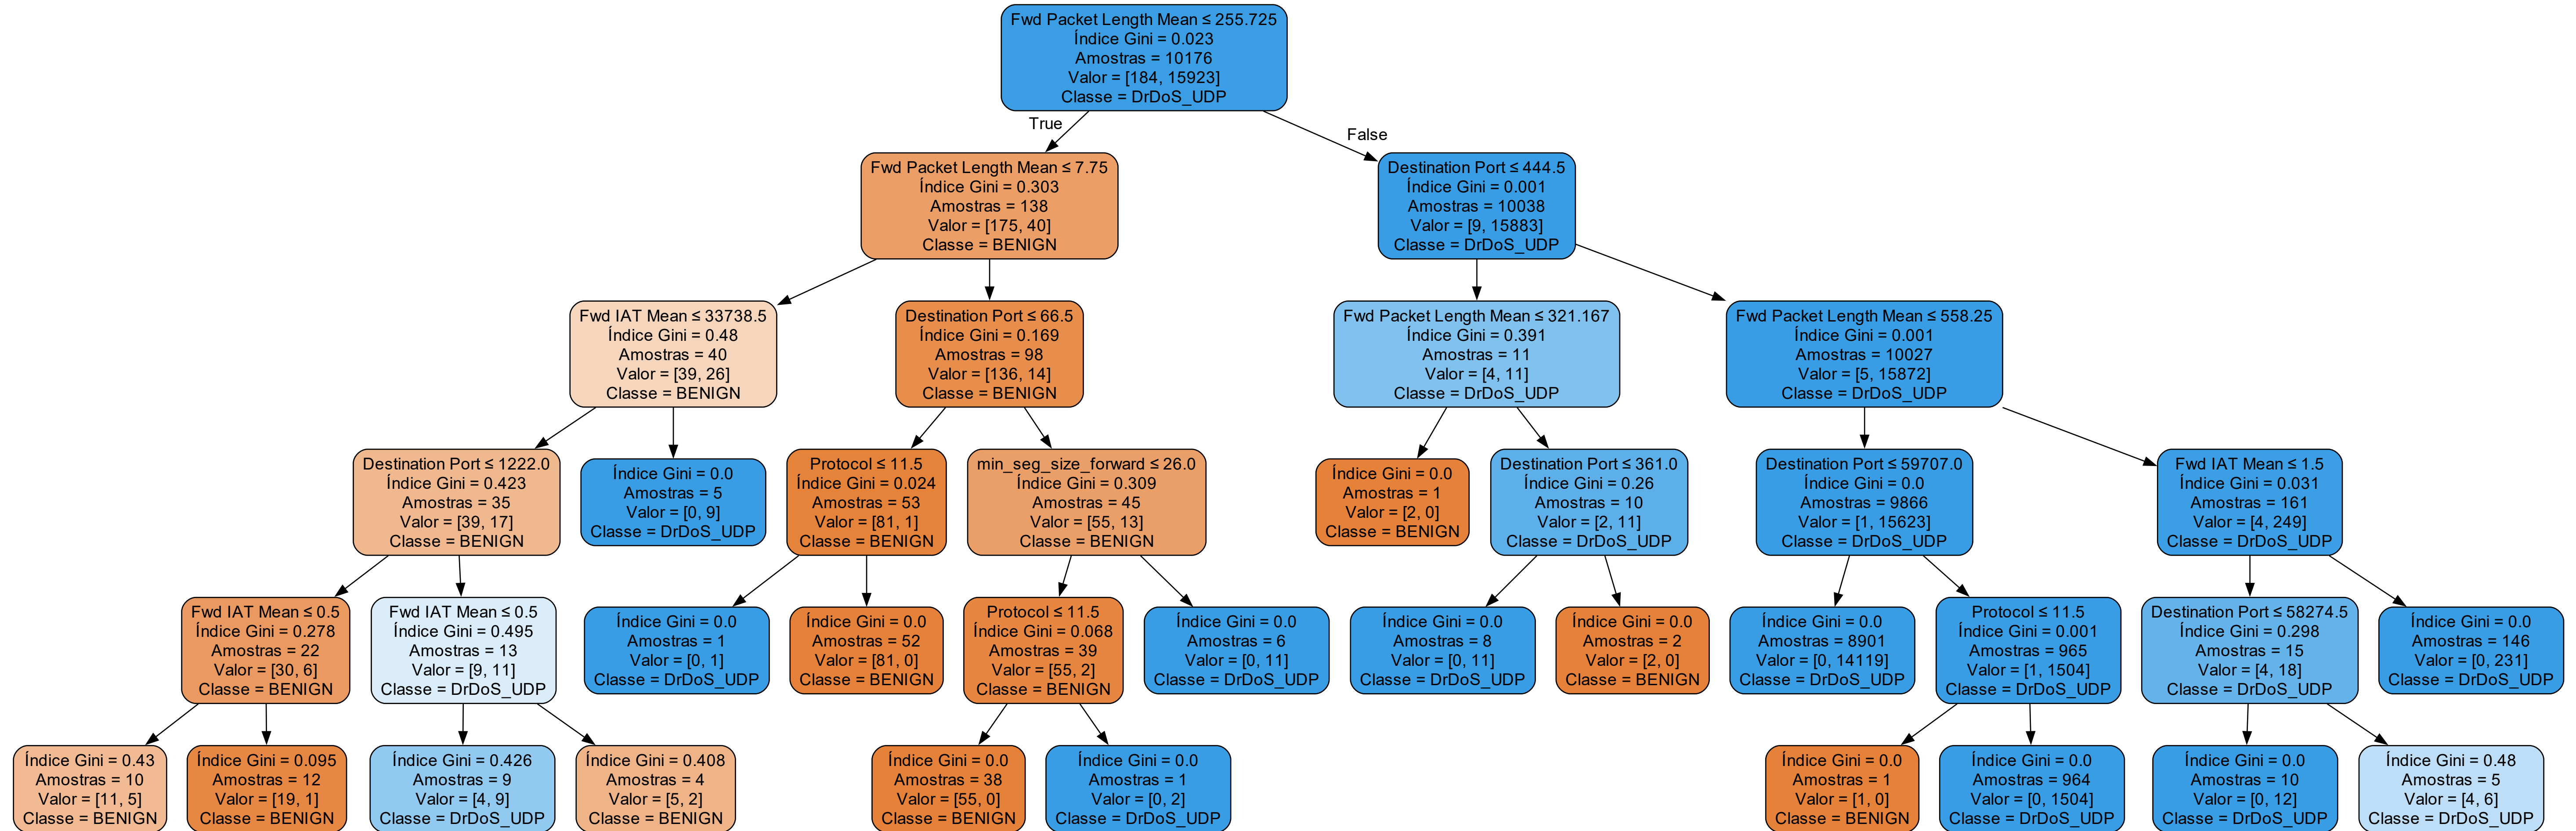 Fwd Packet Length Mean ≤ 255.725
Índice Gini = 0.023
Amostras = 10176
Valor = [184, 15923]
Classe = DrDoS_UDP
True
False
Fwd Packet Length Mean ≤ 7.75
Índice Gini = 0.303
Amostras = 138
Valor = [175, 40]
Classe = BENIGN
Destination Port ≤ 444.5
Índice Gini = 0.001
Amostras = 10038
Valor = [9, 15883]
Classe = DrDoS_UDP
Fwd IAT Mean ≤ 33738.5
Índice Gini = 0.48
Amostras = 40
Valor = [39, 26]
Classe = BENIGN
Destination Port ≤ 66.5
Índice Gini = 0.169
Amostras = 98
Valor = [136, 14]
Classe = BENIGN
Fwd Packet Length Mean ≤ 321.167
Índice Gini = 0.391
Amostras = 11
Valor = [4, 11]
Classe = DrDoS_UDP
Fwd Packet Length Mean ≤ 558.25
Índice Gini = 0.001
Amostras = 10027
Valor = [5, 15872]
Classe = DrDoS_UDP
Destination Port ≤ 1222.0
Índice Gini = 0.423
Amostras = 35
Valor = [39, 17]
Classe = BENIGN
Índice Gini = 0.0
Amostras = 5
Valor = [0, 9]
Classe = DrDoS_UDP
Protocol ≤ 11.5
Índice Gini = 0.024
Amostras = 53
Valor = [81, 1]
Classe = BENIGN
min_seg_size_forward ≤ 26.0
Índice Gini = 0.309
Amostras = 45
Valor = [55, 13]
Classe = BENIGN
Índice Gini = 0.0
Amostras = 1
Valor = [2, 0]
Classe = BENIGN
Destination Port ≤ 361.0
Índice Gini = 0.26
Amostras = 10
Valor = [2, 11]
Classe = DrDoS_UDP
Destination Port ≤ 59707.0
Índice Gini = 0.0
Amostras = 9866
Valor = [1, 15623]
Classe = DrDoS_UDP
Fwd IAT Mean ≤ 1.5
Índice Gini = 0.031
Amostras = 161
Valor = [4, 249]
Classe = DrDoS_UDP
Fwd IAT Mean ≤ 0.5
Índice Gini = 0.278
Amostras = 22
Valor = [30, 6]
Classe = BENIGN
Fwd IAT Mean ≤ 0.5
Índice Gini = 0.495
Amostras = 13
Valor = [9, 11]
Classe = DrDoS_UDP
Índice Gini = 0.0
Amostras = 1
Valor = [0, 1]
Classe = DrDoS_UDP
Índice Gini = 0.0
Amostras = 52
Valor = [81, 0]
Classe = BENIGN
Protocol ≤ 11.5
Índice Gini = 0.068
Amostras = 39
Valor = [55, 2]
Classe = BENIGN
Índice Gini = 0.0
Amostras = 6
Valor = [0, 11]
Classe = DrDoS_UDP
Índice Gini = 0.0
Amostras = 8
Valor = [0, 11]
Classe = DrDoS_UDP
Índice Gini = 0.0
Amostras = 2
Valor = [2, 0]
Classe = BENIGN
Índice Gini = 0.0
Amostras = 8901
Valor = [0, 14119]
Classe = DrDoS_UDP
Protocol ≤ 11.5
Índice Gini = 0.001
Amostras = 965
Valor = [1, 1504]
Classe = DrDoS_UDP
Destination Port ≤ 58274.5
Índice Gini = 0.298
Amostras = 15
Valor = [4, 18]
Classe = DrDoS_UDP
Índice Gini = 0.0
Amostras = 146
Valor = [0, 231]
Classe = DrDoS_UDP
Índice Gini = 0.43
Amostras = 10
Valor = [11, 5]
Classe = BENIGN
Índice Gini = 0.095
Amostras = 12
Valor = [19, 1]
Classe = BENIGN
Índice Gini = 0.426
Amostras = 9
Valor = [4, 9]
Classe = DrDoS_UDP
Índice Gini = 0.408
Amostras = 4
Valor = [5, 2]
Classe = BENIGN
Índice Gini = 0.0
Amostras = 38
Valor = [55, 0]
Classe = BENIGN
Índice Gini = 0.0
Amostras = 1
Valor = [0, 2]
Classe = DrDoS_UDP
Índice Gini = 0.0
Amostras = 1
Valor = [1, 0]
Classe = BENIGN
Índice Gini = 0.0
Amostras = 964
Valor = [0, 1504]
Classe = DrDoS_UDP
Índice Gini = 0.0
Amostras = 10
Valor = [0, 12]
Classe = DrDoS_UDP
Índice Gini = 0.48
Amostras = 5
Valor = [4, 6]
Classe = DrDoS_UDP